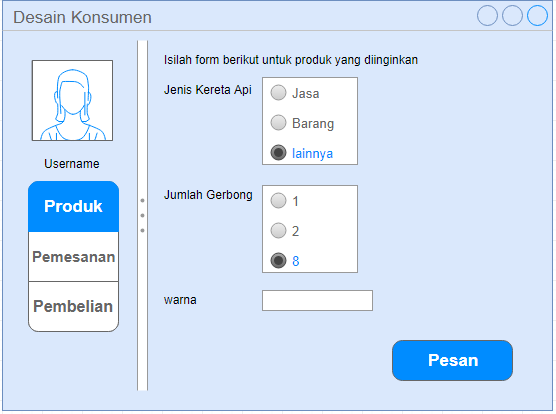 Desain Konsumen
Username
Produk
Pemesanan
Pembelian
Isilah form berikut untuk produk yang diinginkan
Jenis Kereta Api
Jasa
Barang
lainnya
Jumlah Gerbong
1
2
8
warna
Pesan